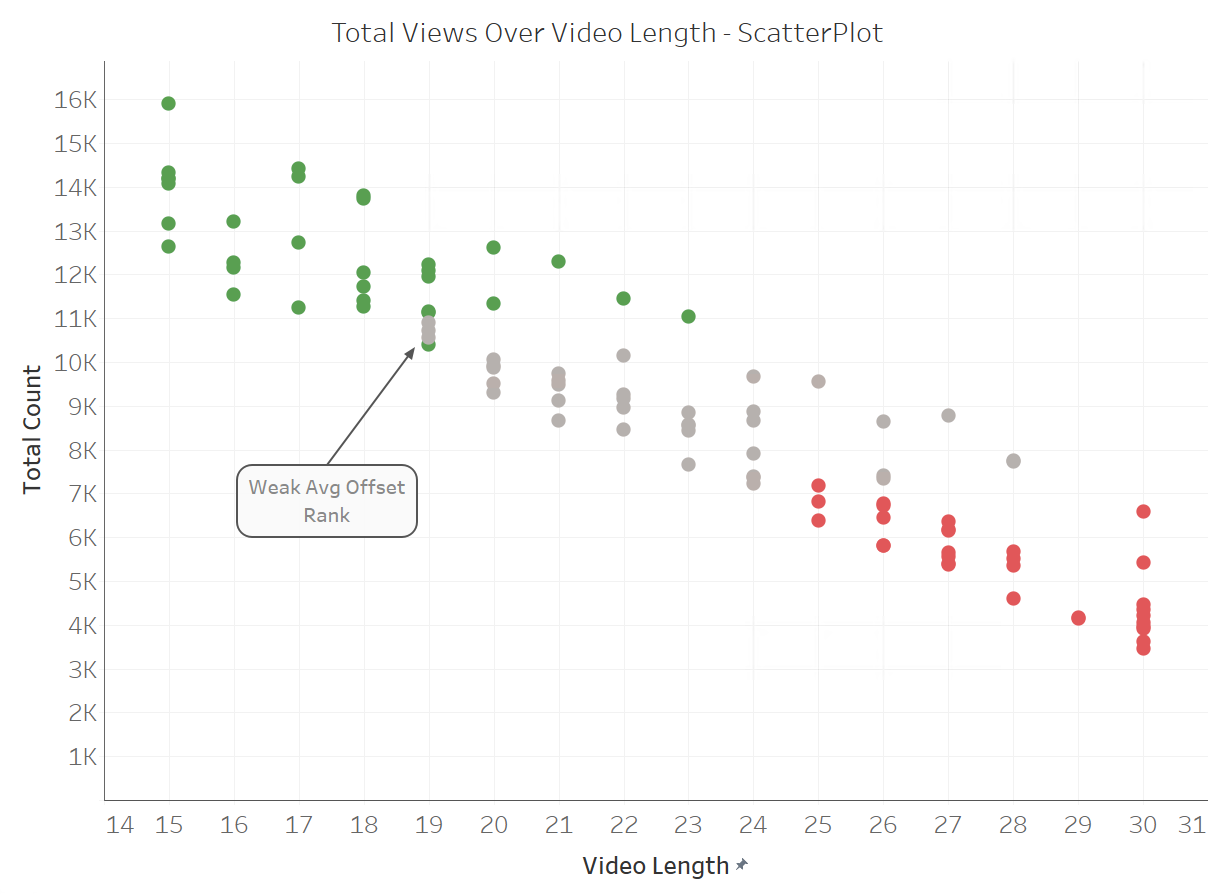 Total Views Over Video Length - ScatterPlot
16K
15K
14K
13K
12K
11K
10K
9K
8K
7K
6K
5K
4K
3K
2K
1K
Total Count
Weak Avg Offset
Rank
14 15 16 17 18 19 20 21 22 23 24 25 26 27 28 29 30 31
Video Length